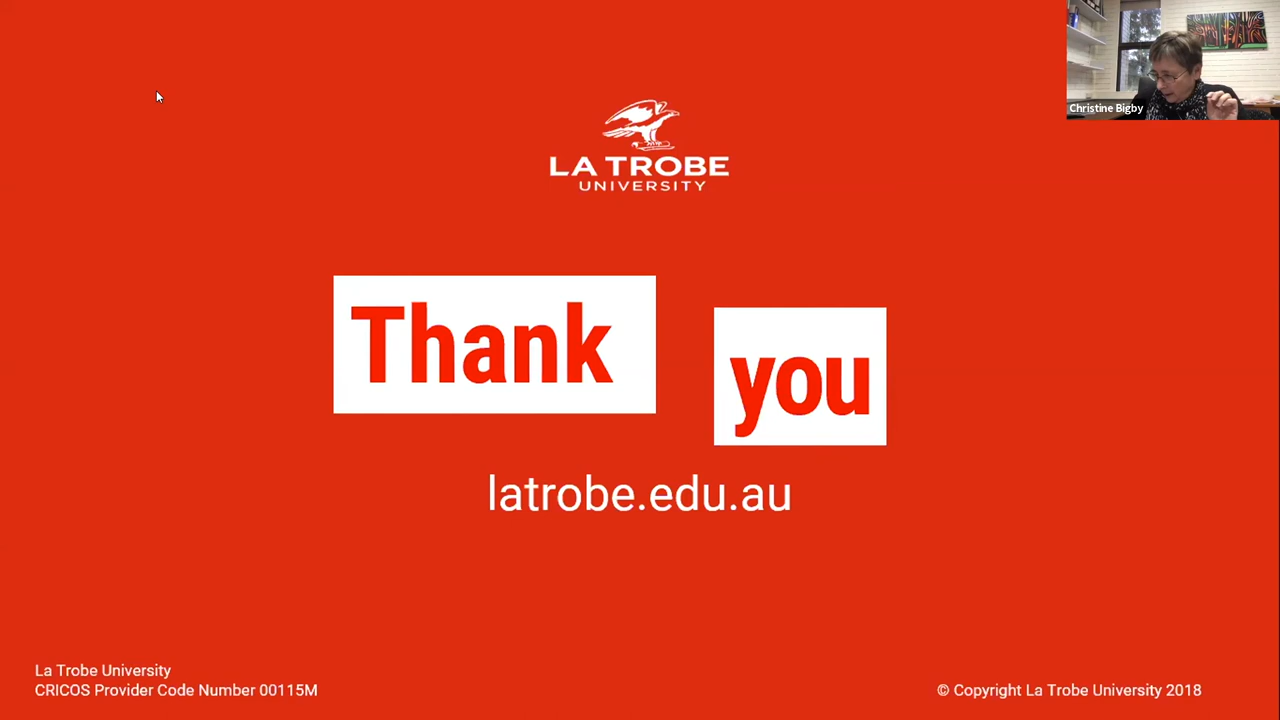 Christine Bigby
LA TROBE
UNIVERSITY
Thank you
latrobe.edu.au
La Trobe University
CRICOS Provider Code Number 00115M
© Copyright La Trobe University 2018